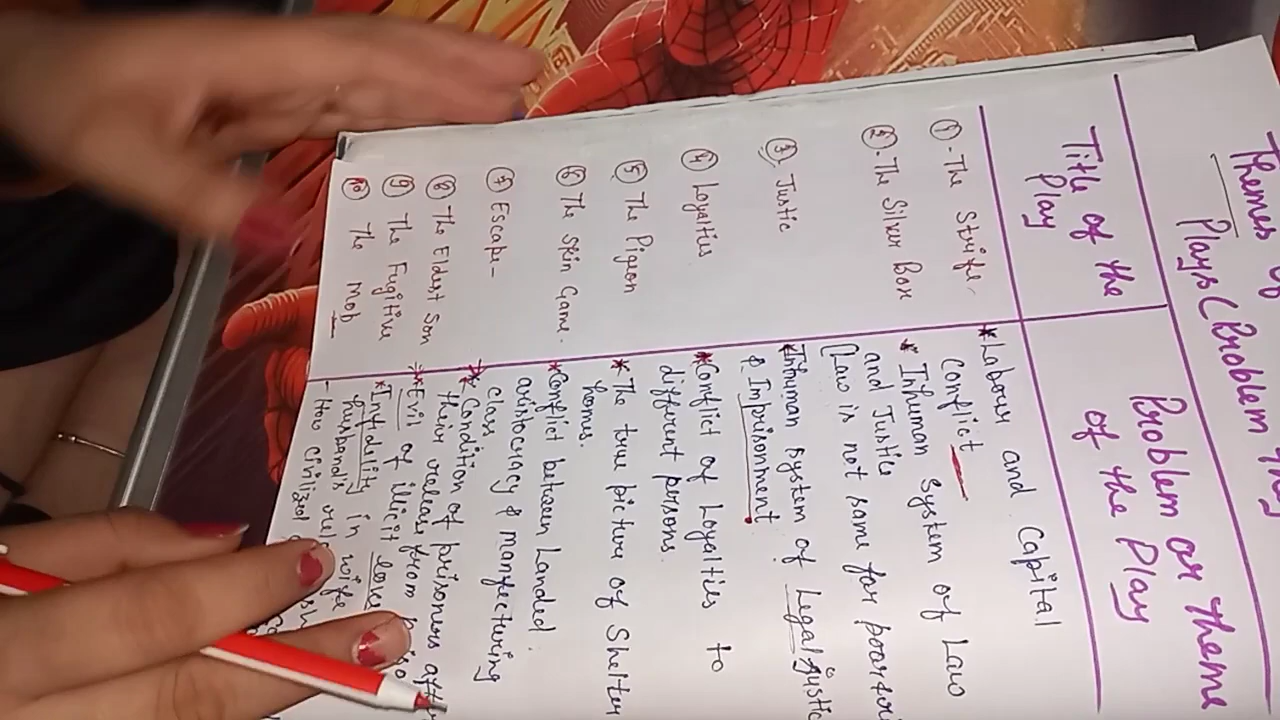 Themes of
Plays (Problem
Title of the
Play
Problem or Theme
of the Play
① - The Strife -
* Labour and Capital
Conflict
② - The Silver Box
* Inhuman System of Law
and Justice
(Law is not same for poor &
③ Justic
* Inhuman System of Legal Justic
& Imprisonment
④ Loyalties
* Conflict of Loyalties to
different persons.
⑤ The Pigeon
* The true picture of Shelter
homes.
⑥ The Skin Game.
* Conflict between Landed
aristocracy & manfecturing
class
⑦ Escape -
* Condition of prisoners after
their release from
⑧ The Eldest Son
* Evil of illicit love
⑨ The Fugitive
* Infidelity in wife
husband's
⑩ The Mob
- How civilized